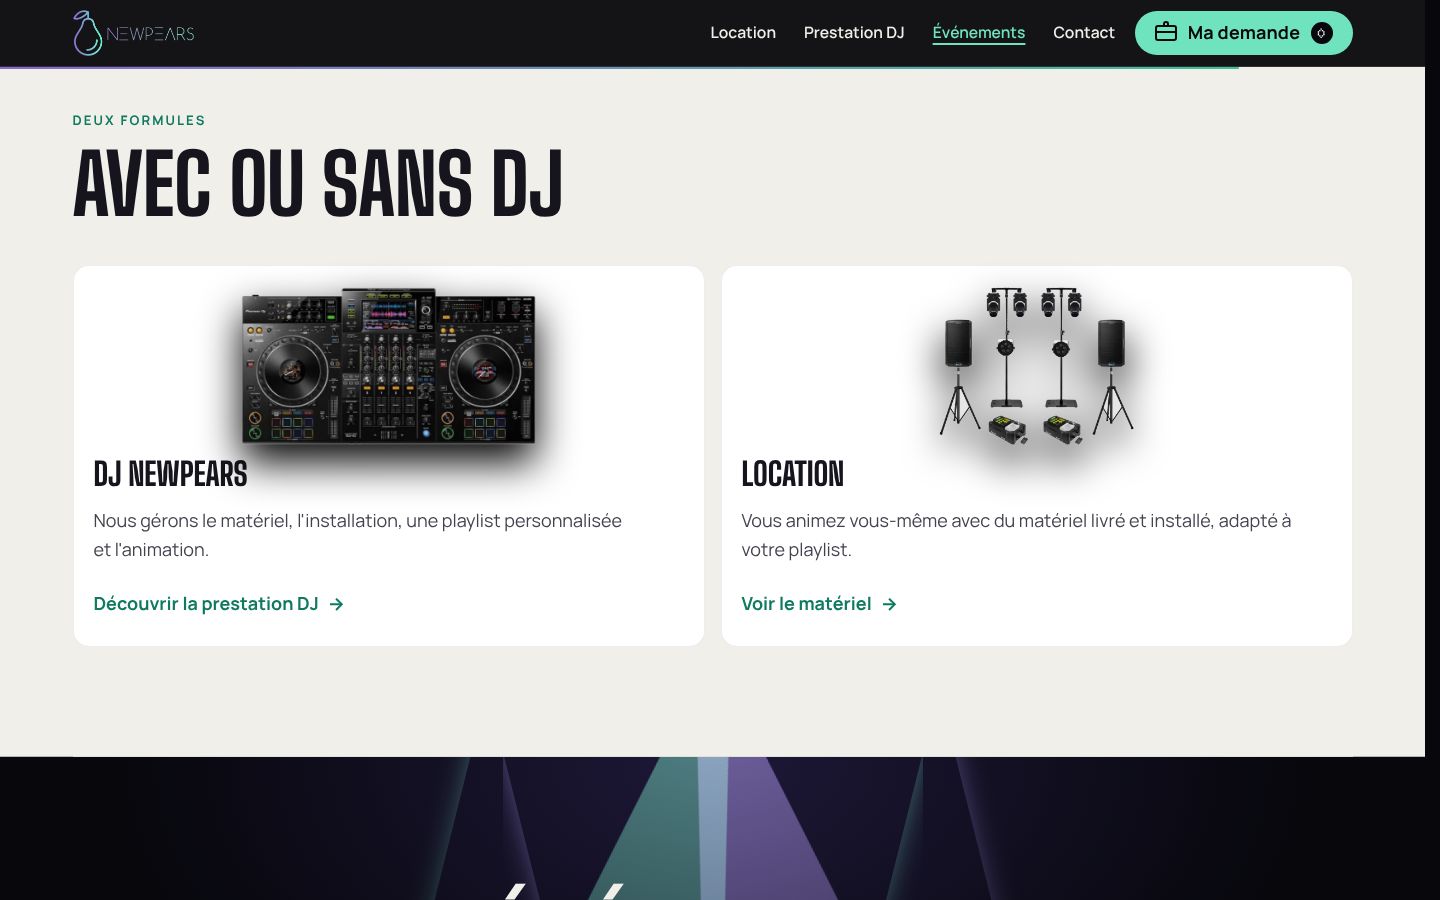 NEWPEARS
Location
Prestation DJ
Événements
Contact
Ma demande
DEUX FORMULES
AVEC OU SANS DJ
DJ NEWPEARS
Nous gérons le matériel, l'installation, une playlist personnalisée
et l'animation.
Découvrir la prestation DJ →
LOCATION
Vous animez vous-même avec du matériel livré et installé, adapté à
votre playlist.
Voir le matériel →